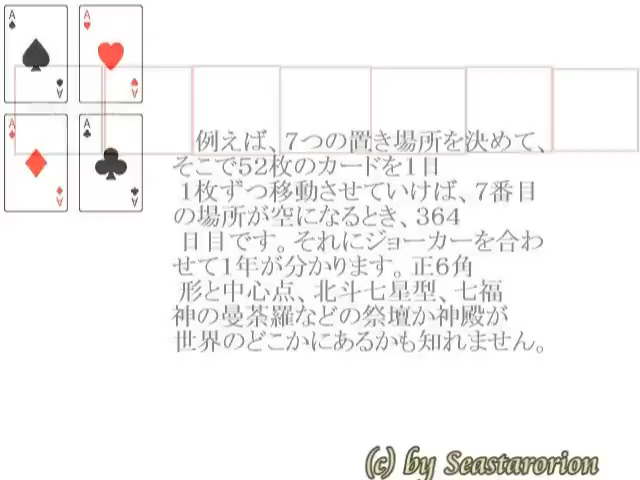 A
A
A
A
例えば、7つの置き場所を決めて、
そこで52枚のカードを1日
1枚ずつ移動させていけば、7番目
の場所が空になるとき、364
日目です。それにジョーカーを合わ
せて1年が分かります。正6角
形と中心点、北斗七星型、七福
神の曼荼羅などの祭壇か神殿が
世界のどこかにあるかも知れません。
A
A
A
A
(c) by Seastarorion